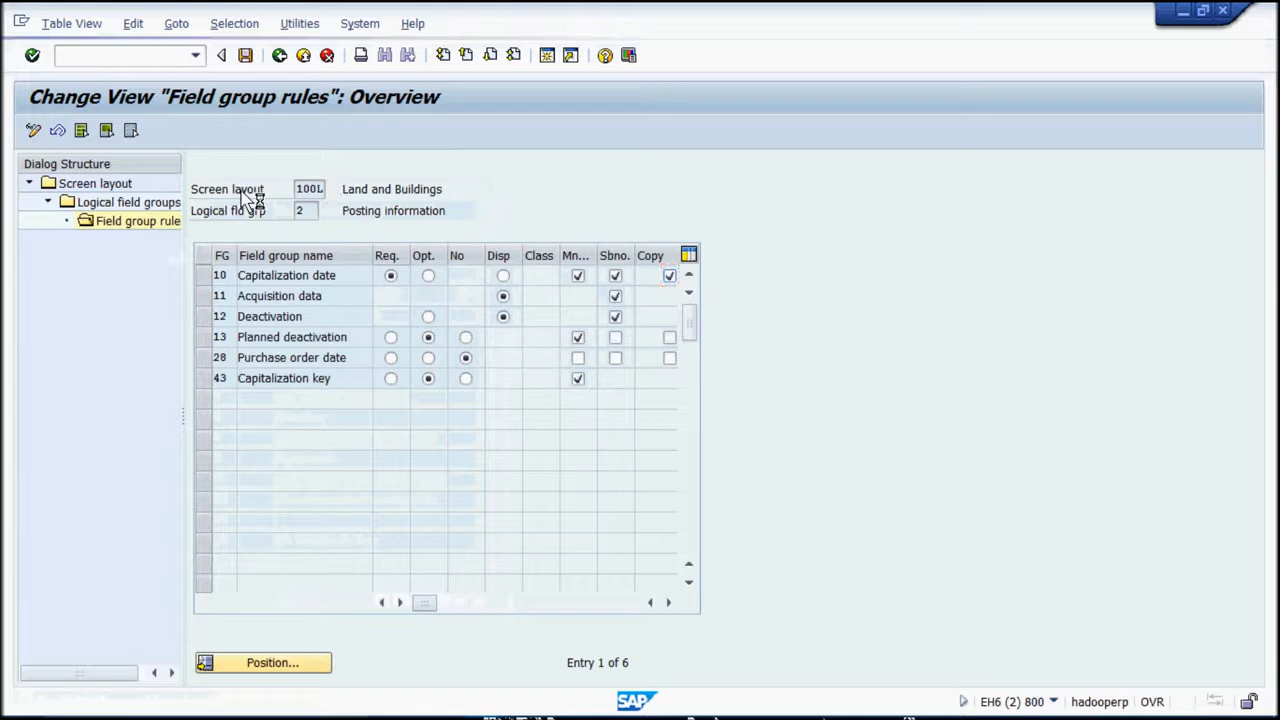 Table View Edit Goto Selection Utilities System Help
Change View "Field group rules": Overview
Dialog Structure
Screen layout
Logical field groups
Field group rule
Screen layout 100L Land and Buildings
Logical fld grp 2 Posting information
FG Field group name Req. Opt. No Disp Class Mn... Sbno. Copy
10 Capitalization date
11 Acquisition data
12 Deactivation
13 Planned deactivation
28 Purchase order date
43 Capitalization key
Position... Entry 1 of 6
SAP EH6 (2) 800 hadooperp OVR